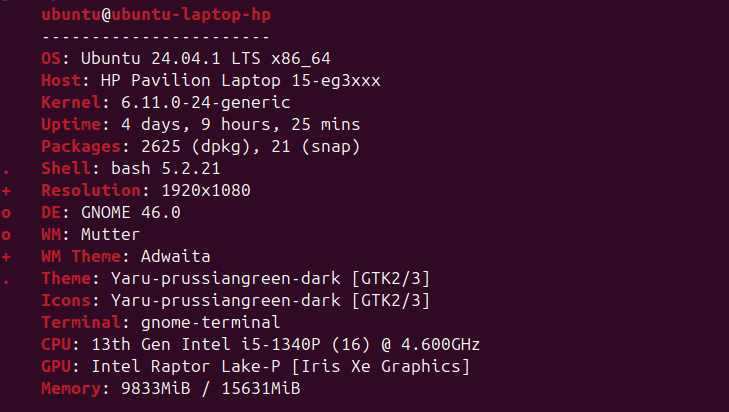 ubuntu@ubuntu-laptop-hp
-----------------------
OS: Ubuntu 24.04.1 LTS x86_64
Host: HP Pavilion Laptop 15-eg3xxx
Kernel: 6.11.0-24-generic
Uptime: 4 days, 9 hours, 25 mins
Packages: 2625 (dpkg), 21 (snap)
. Shell: bash 5.2.21
+ Resolution: 1920x1080
o DE: GNOME 46.0
o WM: Mutter
+ WM Theme: Adwaita
. Theme: Yaru-prussiangreen-dark [GTK2/3]
Icons: Yaru-prussiangreen-dark [GTK2/3]
Terminal: gnome-terminal
CPU: 13th Gen Intel i5-1340P (16) @ 4.600GHz
GPU: Intel Raptor Lake-P [Iris Xe Graphics]
Memory: 9833MiB / 15631MiB